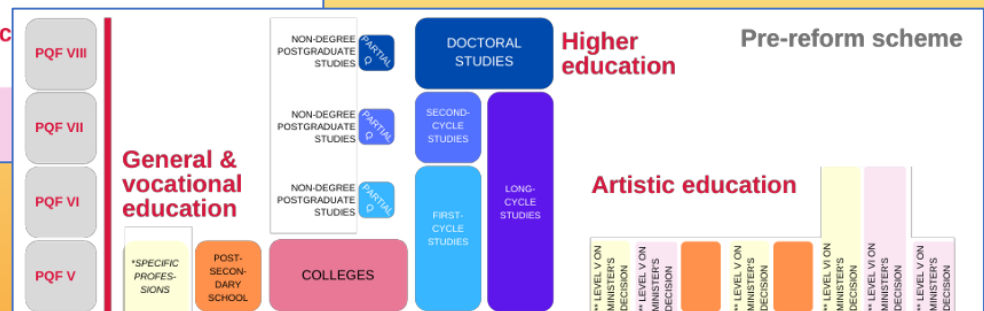 c
Pre-reform scheme
Higher
education
PQF VIII
NON-DEGREE
POSTGRADUATE
STUDIES
PARTIAL
Q
DOCTORAL
STUDIES
PQF VII
NON-DEGREE
POSTGRADUATE
STUDIES
PARTIAL
Q
SECOND-
CYCLE
STUDIES
LONG-
CYCLE
STUDIES
General &
vocational
education
PQF VI
NON-DEGREE
POSTGRADUATE
STUDIES
PARTIAL
Q
FIRST-
CYCLE
STUDIES
Artistic education
PQF V
*SPECIFIC
PROFES-
SIONS
POST-
SECON-
DARY
SCHOOL
COLLEGES
** LEVEL V ON
MINISTER'S
DECISION
** LEVEL V ON
MINISTER'S
DECISION
** LEVEL V ON
MINISTER'S
DECISION
** LEVEL VI ON
MINISTER'S
DECISION
** LEVEL VI ON
MINISTER'S
DECISION
** LEVEL V ON
MINISTER'S
DECISION